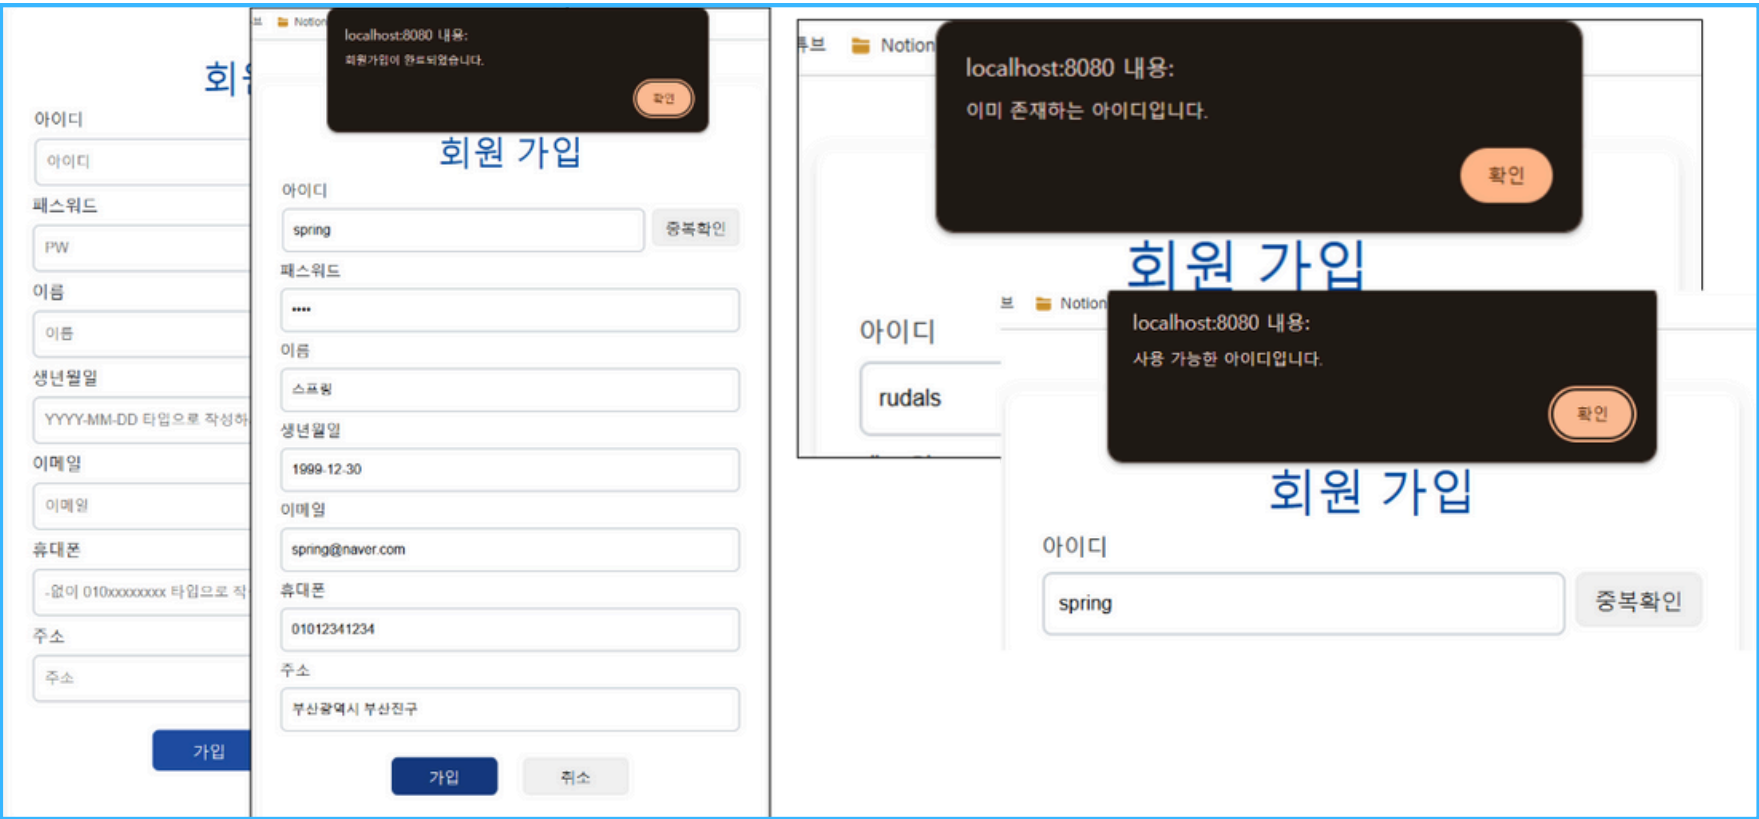 회원
아이디
아이디
패스워드
PW
이름
이름
생년월일
YYYY-MM-DD 타입으로 작성하
이메일
이메일
휴대폰
-없이 010xxxxxxxx 타입으로 작
주소
주소
가입
브 Notion
localhost:8080 내용:
회원가입이 완료되었습니다.
확인
회원 가입
아이디
spring 중복확인
패스워드
••••
이름
스프링
생년월일
1999-12-30
이메일
spring@naver.com
휴대폰
01012341234
주소
부산광역시 부산진구
가입 취소
튜브 Notion
localhost:8080 내용:
이미 존재하는 아이디입니다.
확인
회원 가입
아이디
rudals
브 Notion
localhost:8080 내용:
사용 가능한 아이디입니다.
확인
회원 가입
아이디
spring 중복확인